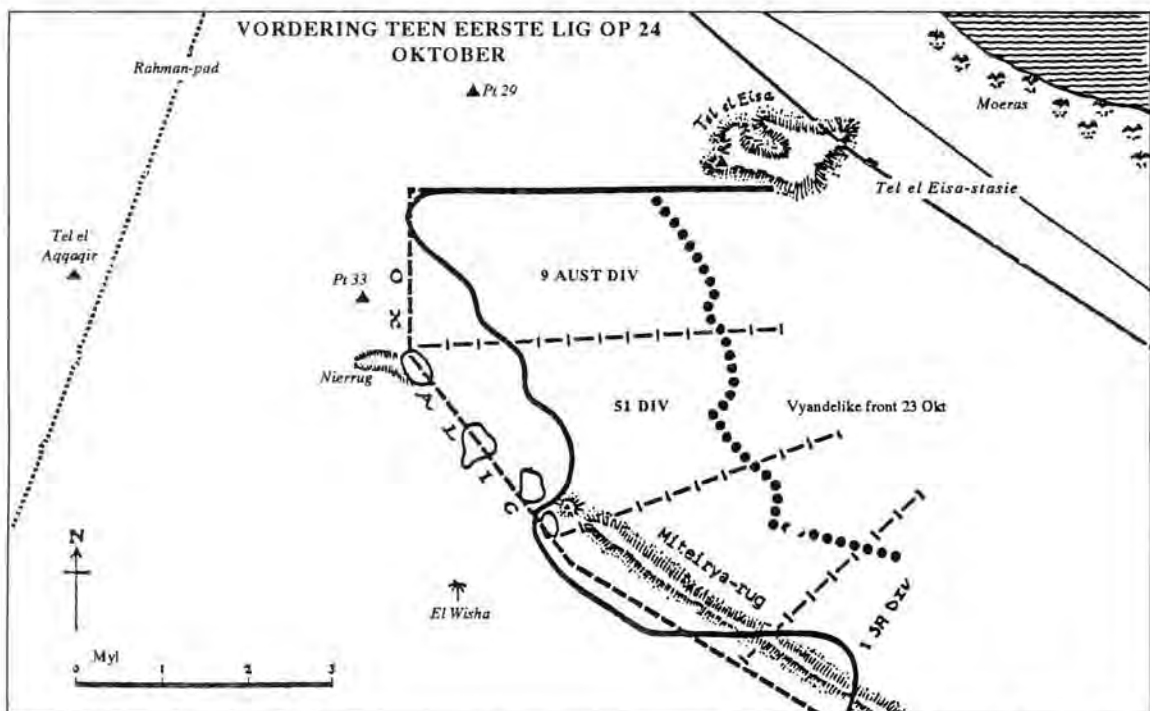 VORDERING TEEN EERSTE LIG OP 24
OKTOBER
Rahman-pad
Pt 29
Tel el Eisa
Moeras
Tel el Eisa-stasie
Tel el
Aqqaqir
Pt 33
9 AUST DIV
OXALIC
Nierrug
51 DIV
Vyandelike front 23 Okt
Miteirya-rug
1 SA DIV
N
El Wisha
Myl
0 1 2 3